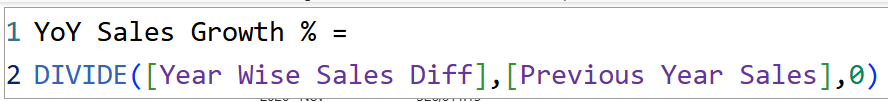 1 YoY Sales Growth % =
2 DIVIDE([Year Wise Sales Diff],[Previous Year Sales],0)